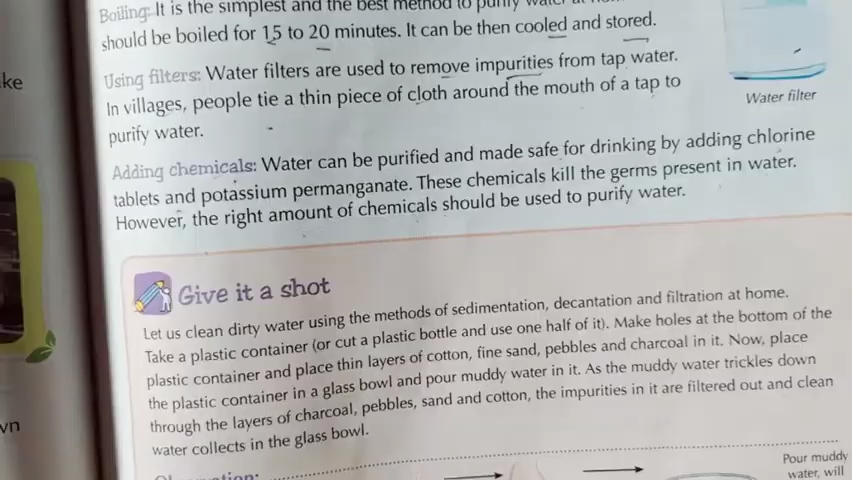 Boiling: It is the simplest and the best method to purify water at
should be boiled for 15 to 20 minutes. It can be then cooled and stored.
Using filters: Water filters are used to remove impurities from tap water.
In villages, people tie a thin piece of cloth around the mouth of a tap to
purify water.
Water filter
Adding chemicals: Water can be purified and made safe for drinking by adding chlorine
tablets and potassium permanganate. These chemicals kill the germs present in water.
However, the right amount of chemicals should be used to purify water.
Give it a shot
Let us clean dirty water using the methods of sedimentation, decantation and filtration at home.
Take a plastic container (or cut a plastic bottle and use one half of it). Make holes at the bottom of the
plastic container and place thin layers of cotton, fine sand, pebbles and charcoal in it. Now, place
the plastic container in a glass bowl and pour muddy water in it. As the muddy water trickles down
through the layers of charcoal, pebbles, sand and cotton, the impurities in it are filtered out and clean
water collects in the glass bowl.
Observation:
Pour muddy
water, will
ke
wn